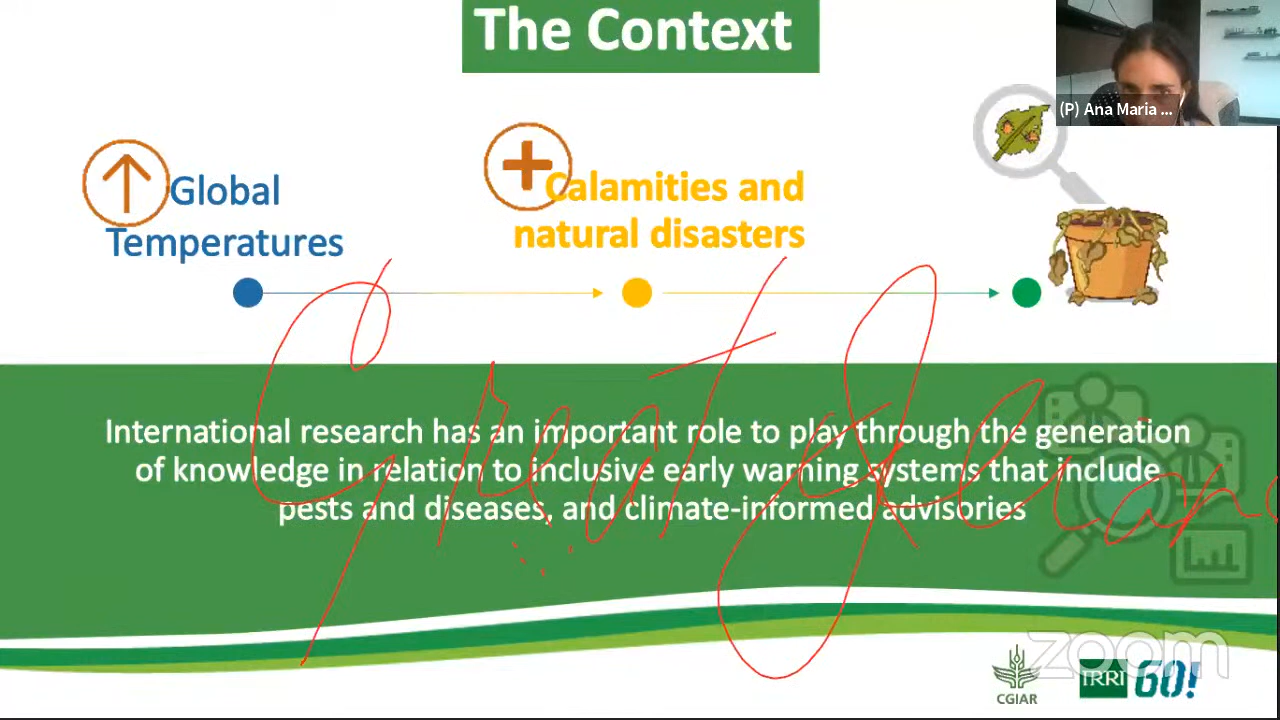 The Context
(P) Ana Maria ...
Global
Temperatures
Calamities and
natural disasters
International research has an important role to play through the generation
of knowledge in relation to inclusive early warning systems that include
pests and diseases, and climate-informed advisories
Great
zoom
CGIAR
IRRI 60!